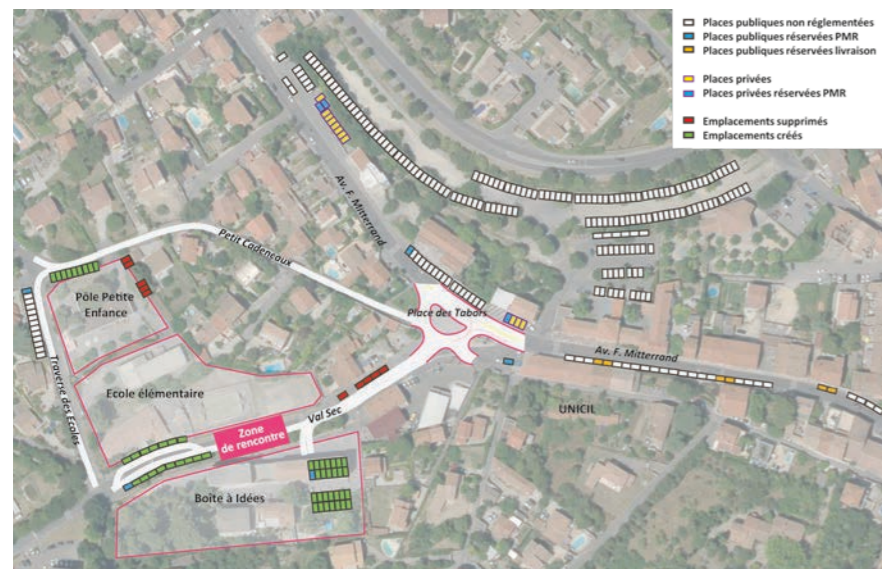 Places publiques non réglementées
Places publiques réservées PMR
Places publiques réservées livraison
Places privées
Places privées réservées PMR
Emplacements supprimés
Emplacements créés
Av. F. Mitterrand
Petit Cadeneaux
Pôle Petite
Enfance
Place des Tabors
Av. F. Mitterrand
Traverse des Ecoles
Ecole élémentaire
Val Sec
UNICIL
Zone
de rencontre
Boîte à Idées